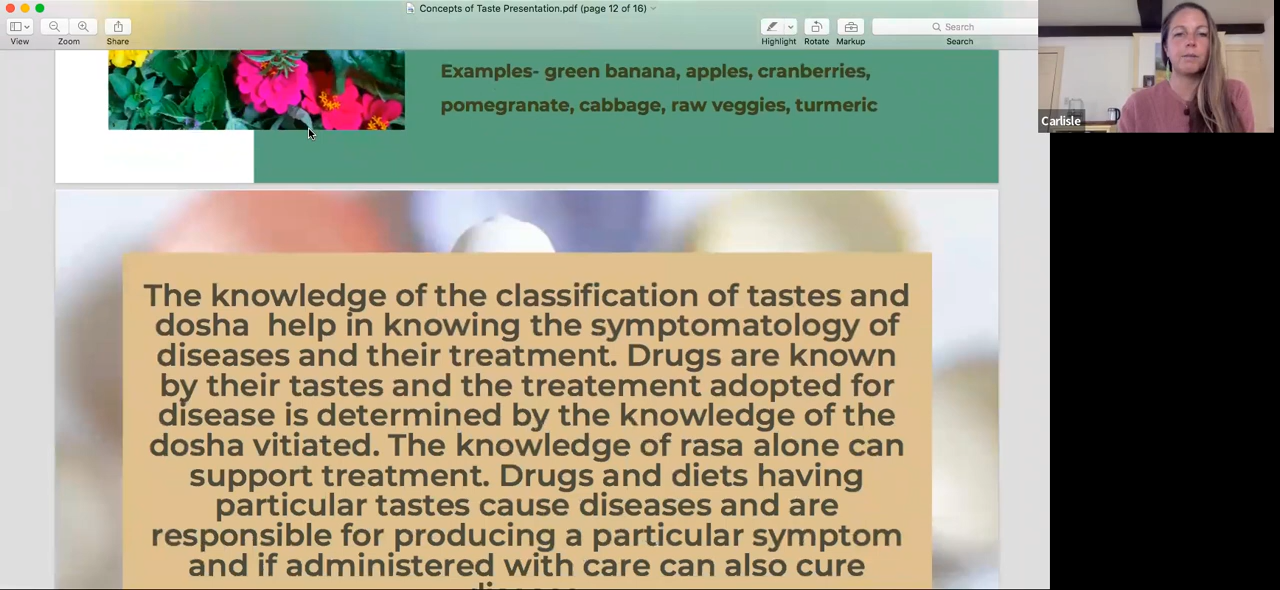 Concepts of Taste Presentation.pdf (page 12 of 16)
View
Zoom
Share
Highlight
Rotate
Markup
Search
Search
Carlisle
Examples- green banana, apples, cranberries,
pomegranate, cabbage, raw veggies, turmeric
The knowledge of the classification of tastes and
dosha help in knowing the symptomatology of
diseases and their treatment. Drugs are known
by their tastes and the treatement adopted for
disease is determined by the knowledge of the
dosha vitiated. The knowledge of rasa alone can
support treatment. Drugs and diets having
particular tastes cause diseases and are
responsible for producing a particular symptom
and if administered with care can also cure